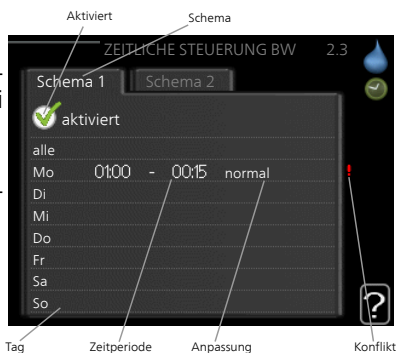 Aktiviert
Schema
ZEITLICHE STEUERUNG BW 2.3
Schema 1
Schema 2
aktiviert
alle
Mo 01:00 - 00:15 normal !
Di
Mi
Do
Fr
Sa
So
?
Tag
Zeitperiode
Anpassung
Konflikt